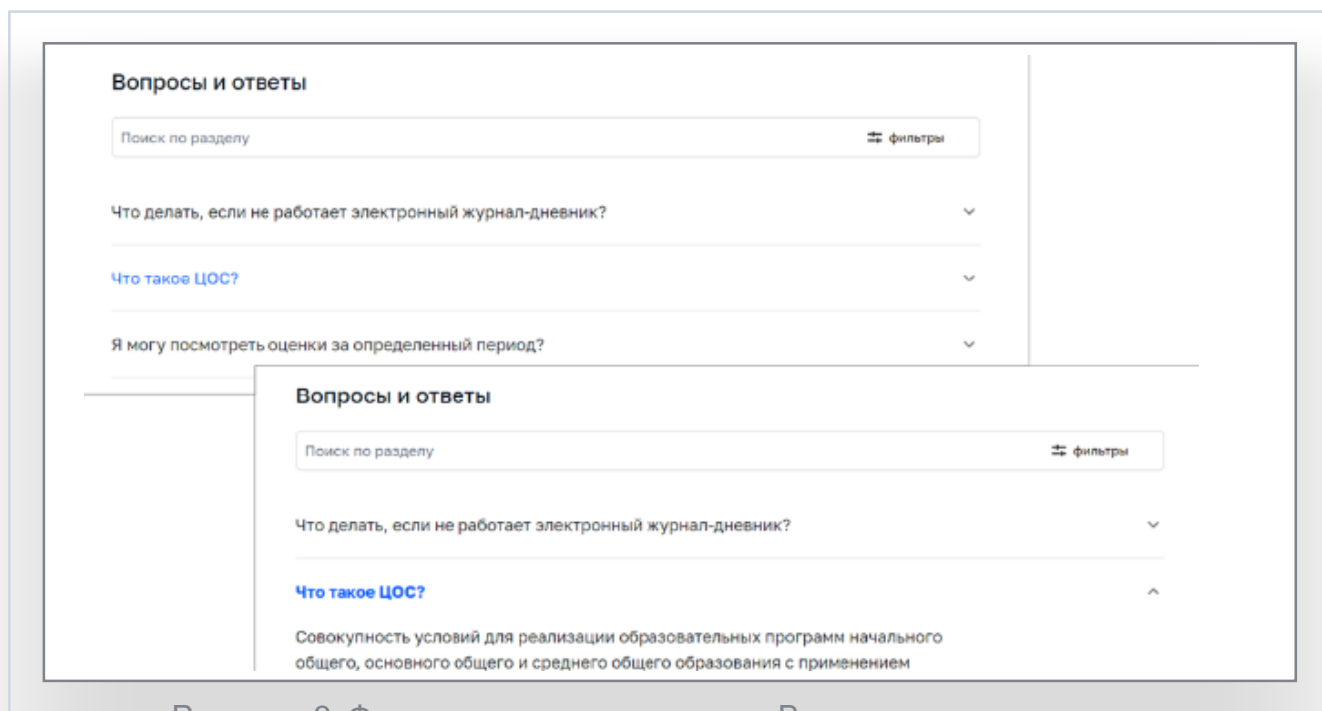 Вопросы и ответы
Поиск по разделу фильтры
Что делать, если не работает электронный журнал-дневник?
Что такое ЦОС?
Я могу посмотреть оценки за определенный период?
Вопросы и ответы
Поиск по разделу фильтры
Что делать, если не работает электронный журнал-дневник?
Что такое ЦОС?
Совокупность условий для реализации образовательных программ начального
общего, основного общего и среднего общего образования с применением